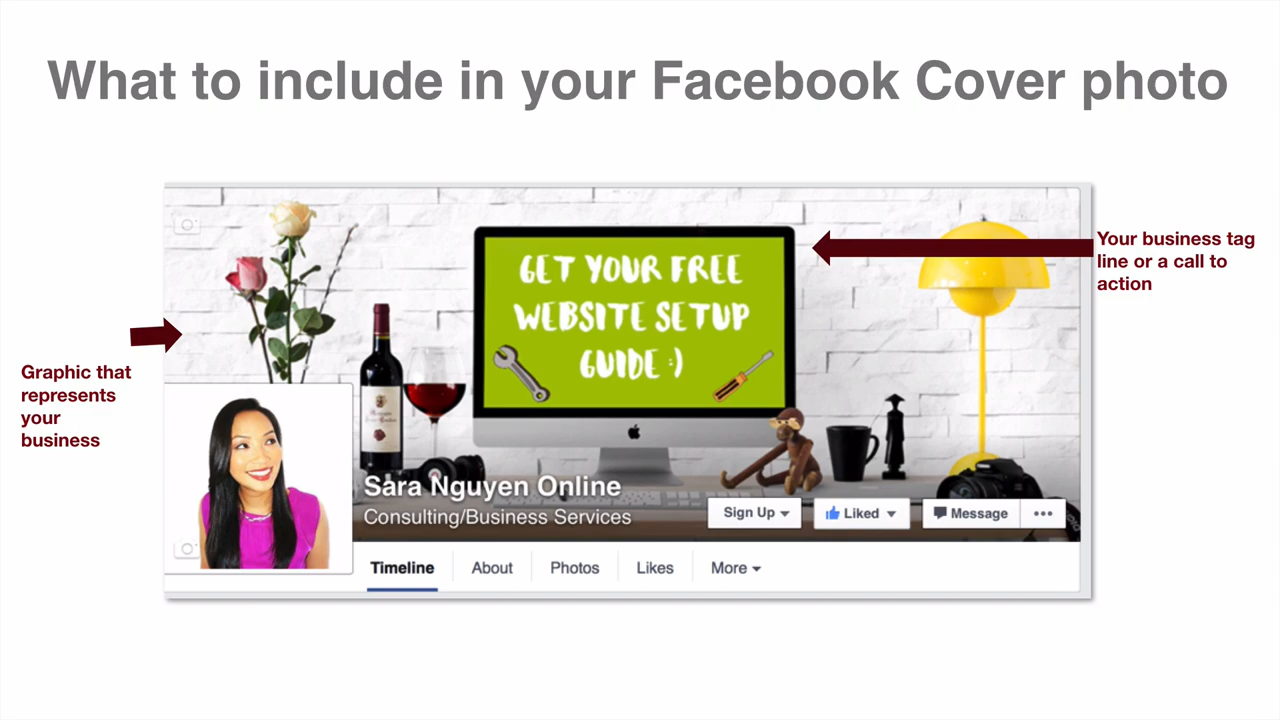 What to include in your Facebook Cover photo
GET YOUR FREE
WEBSITE SETUP
GUIDE :)
Your business tag
line or a call to
action
Graphic that
represents
your
business
Sara Nguyen Online
Consulting/Business Services
Sign Up
Liked
Message
Timeline
About
Photos
Likes
More